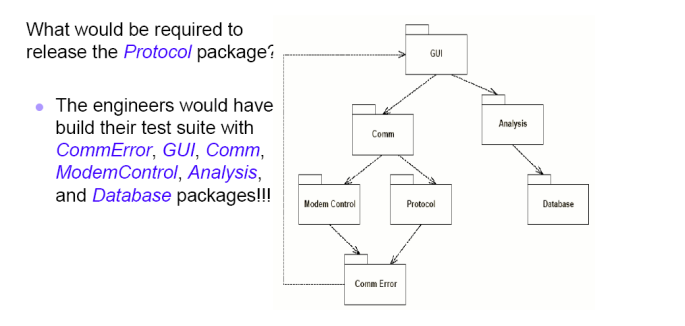 What would be required to
release the Protocol package?
The engineers would have
build their test suite with
CommError, GUI, Comm,
ModemControl, Analysis,
and Database packages!!!
GUI
Comm
Analysis
Modem Control
Protocol
Database
Comm Error